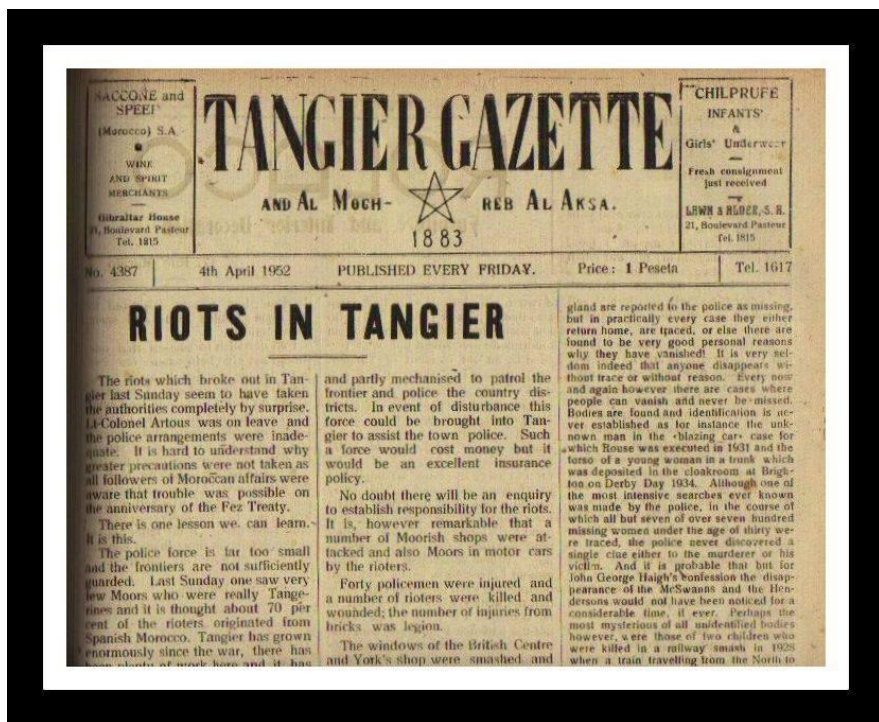 SACCONE and
SPEED
(Morocco) S.A.
WINE
AND SPIRIT
MERCHANTS
Gibraltar House
21, Boulevard Pasteur
Tel. 1815
TANGIER GAZETTE
AND AL MOGH- REB AL AKSA.
1883
CHILPRUFE
INFANTS'
&
Girls' Underwear
Fresh consignment
just received
21, Boulevard Pasteur
Tel. 1815
No. 4387 4th April 1952 PUBLISHED EVERY FRIDAY. Price: 1 Peseta Tel. 1617
RIOTS IN TANGIER
The riots which broke out in Tan-
gier last Sunday seem to have taken
the authorities completely by surprise.
Lt-Colonel Artous was on leave and
the police arrangements were inade-
quate. It is hard to understand why
greater precautions were not taken as
all followers of Moroccan affairs were
aware that trouble was possible on
the anniversary of the Fez Treaty.
There is one lesson we can learn.
It is this.
The police force is far too small
and the frontiers are not sufficiently
guarded. Last Sunday one saw very
few Moors who were really Tange-
rines and it is thought about 70 per
cent of the rioters originated from
Spanish Morocco. Tangier has grown
enormously since the war, there has
been plenty of work here and it has
and partly mechanised to patrol the
frontier and police the country dis-
tricts. In event of disturbance this
force could be brought into Tan-
gier to assist the town police. Such
a force would cost money but it
would be an excellent insurance
policy.
No doubt there will be an enquiry
to establish responsibility for the riots.
It is, however remarkable that a
number of Moorish shops were at-
tacked and also Moors in motor cars
by the rioters.
Forty policemen were injured and
a number of rioters were killed and
wounded; the number of injuries from
bricks was legion.
The windows of the British Centre
and York's shop were smashed and
gland are reported to the police as missing,
but in practically every case they either
return home, are traced, or else there are
found to be very good personal reasons
why they have vanished! It is very sel-
dom indeed that anyone disappears wi-
thout trace or without reason. Every now
and again however there are cases where
people can vanish and never be missed.
Bodies are found and identification is ne-
ver established as for instance the unk-
nown man in the «blazing car» case for
which Rouse was executed in 1931 and the
torso of a young woman in a trunk which
was deposited in the cloakroom at Brigh-
ton on Derby Day 1934. Although one of
the most intensive searches ever known
was made by the police, in the course of
which all but seven of over seven hundred
missing women under the age of thirty we-
re traced, the police never discovered a
single clue either to the murderer or his
victim. And it is probable that but for
John George Haigh's confession the disap-
pearance of the McSwanns and the Hen-
dersons would not have been noticed for a
considerable time, if ever. Perhaps the
most mysterious of all unidentified bodies
however, were those of two children who
were killed in a railway smash in 1928
when a train travelling from the North to